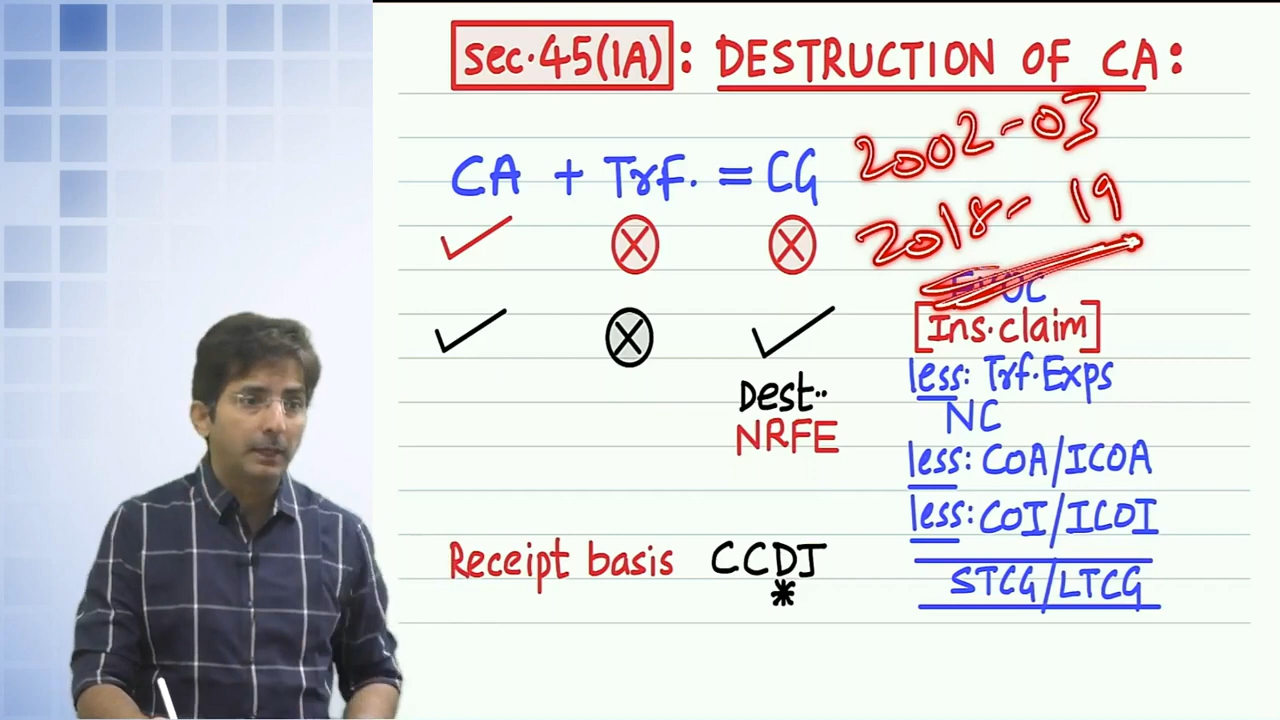 sec.45(1A) : DESTRUCTION OF CA:
CA + Trf. = CG
2002-03
2018-19
[Ins.claim]
less: Trf.Exps
NC
Dest..
NRFE
less: COA/ICOA
less: COI/ICOI
Receipt basis CCDJ
*
STCG/LTCG